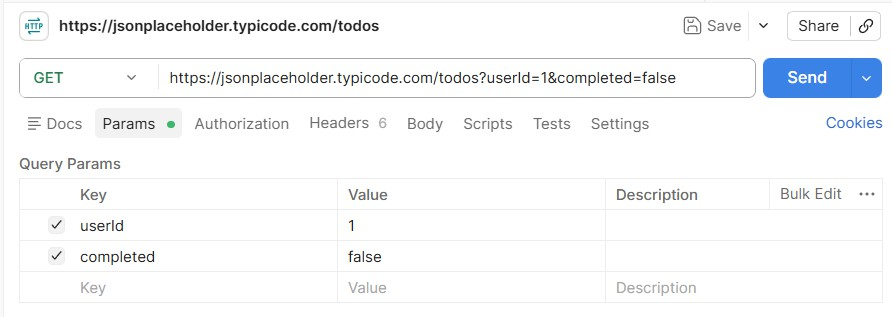 HTTP https://jsonplaceholder.typicode.com/todos Save Share
GET https://jsonplaceholder.typicode.com/todos?userId=1&completed=false Send
Docs Params Authorization Headers 6 Body Scripts Tests Settings Cookies
Query Params
Key Value Description Bulk Edit
userId 1
completed false
Key Value Description